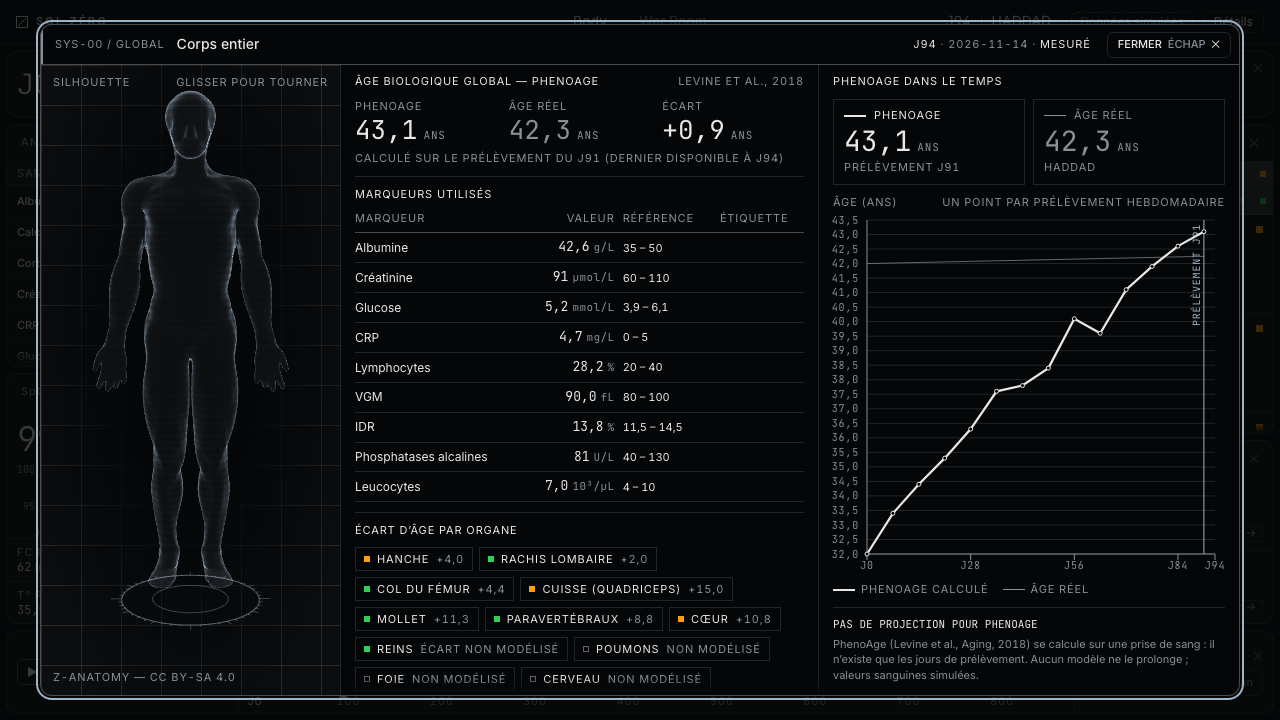 SYS-00 / GLOBAL Corps entier
J94 · 2026-11-14 · MESURÉ
FERMER ÉCHAP ×
SILHOUETTE GLISSER POUR TOURNER
Z-ANATOMY — CC BY-SA 4.0
ÂGE BIOLOGIQUE GLOBAL — PHENOAGE LEVINE ET AL., 2018
PHENOAGE ÂGE RÉEL ÉCART
43,1 ANS 42,3 ANS +0,9 ANS
CALCULÉ SUR LE PRÉLÈVEMENT DU J91 (DERNIER DISPONIBLE À J94)
MARQUEURS UTILISÉS
MARQUEUR VALEUR RÉFÉRENCE ÉTIQUETTE
Albumine 42,6 g/L 35 – 50
Créatinine 91 µmol/L 60 – 110
Glucose 5,2 mmol/L 3,9 – 6,1
CRP 4,7 mg/L 0 – 5
Lymphocytes 28,2 % 20 – 40
VGM 90,0 fL 80 – 100
IDR 13,8 % 11,5 – 14,5
Phosphatases alcalines 81 U/L 40 – 130
Leucocytes 7,0 10³/µL 4 – 10
ÉCART D'ÂGE PAR ORGANE
HANCHE +4,0 RACHIS LOMBAIRE +2,0
COL DU FÉMUR +4,4 CUISSE (QUADRICEPS) +15,0
MOLLET +11,3 PARAVERTÉBRAUX +8,8 CŒUR +10,8
REINS ÉCART NON MODÉLISÉ POUMONS NON MODÉLISÉ
FOIE NON MODÉLISÉ CERVEAU NON MODÉLISÉ
PHENOAGE DANS LE TEMPS
PHENOAGE ÂGE RÉEL
43,1 ANS 42,3 ANS
PRÉLÈVEMENT J91 HADDAD
ÂGE (ANS) UN POINT PAR PRÉLÈVEMENT HEBDOMADAIRE
43,5
43,0
42,5
42,0
41,5
41,0
40,5
40,0
39,5
39,0
38,5
38,0
37,5
37,0
36,5
36,0
35,5
35,0
34,5
34,0
33,5
33,0
32,5
32,0
PRÉLÈVEMENT J91
J0 J28 J56 J84 J94
PHENOAGE CALCULÉ ÂGE RÉEL
PAS DE PROJECTION POUR PHENOAGE
PhenoAge (Levine et al., Aging, 2018) se calcule sur une prise de sang : il
n'existe que les jours de prélèvement. Aucun modèle ne le prolonge ;
valeurs sanguines simulées.